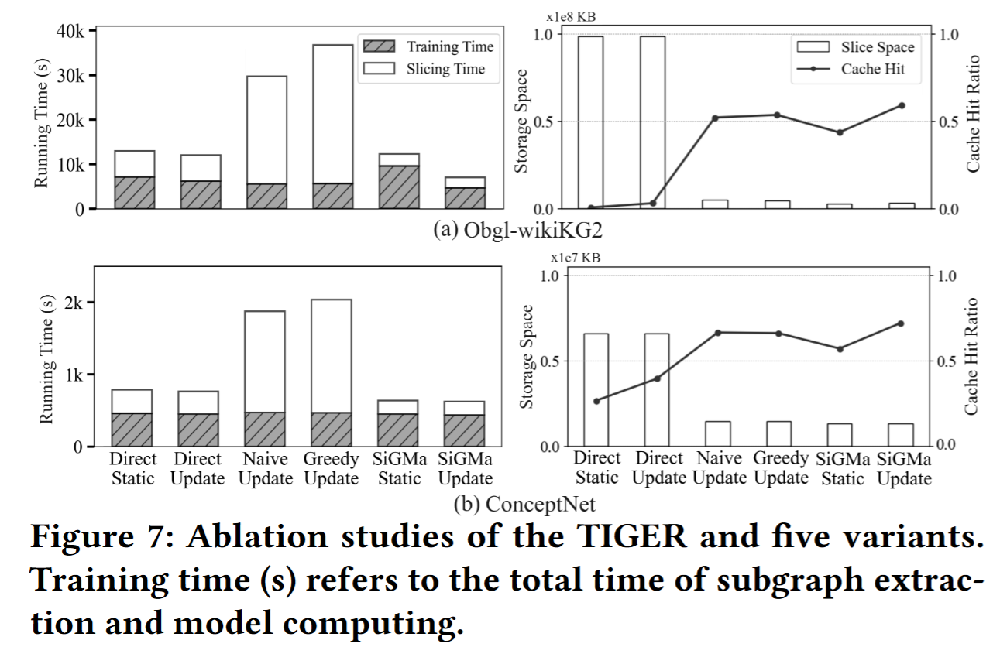 x1e8 KB
40k
30k
20k
10k
0
Running Time (s)
Training Time
Slicing Time
1.0
0.5
0.0
Storage Space
Slice Space
Cache Hit
1.0
0.5
0.0
Cache Hit Ratio
(a) Obgl-wikiKG2
x1e7 KB
2k
1k
0
Running Time (s)
Direct Static
Direct Update
Naive Update
Greedy Update
SiGMa Static
SiGMa Update
1.0
0.5
0.0
Storage Space
1.0
0.5
0.0
Cache Hit Ratio
Direct Static
Direct Update
Naive Update
Greedy Update
SiGMa Static
SiGMa Update
(b) ConceptNet
Figure 7: Ablation studies of the TIGER and five variants.
Training time (s) refers to the total time of subgraph extrac-
tion and model computing.